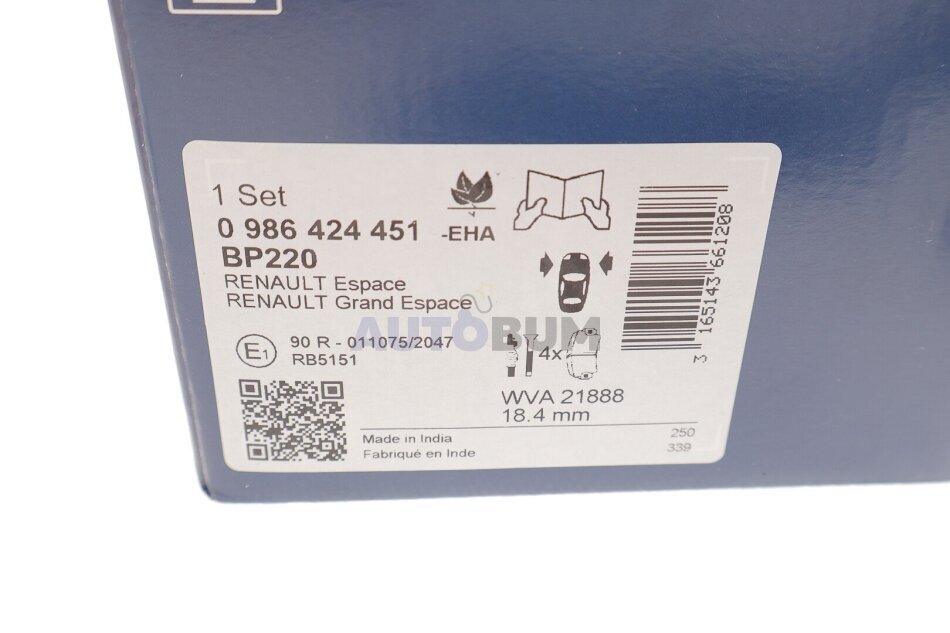 1 Set
0 986 424 451 -EHA
BP220
RENAULT Espace
RENAULT Grand Espace
AUTOBUM
E1 90 R - 011075/2047
RB5151
4x
WVA 21888
18.4 mm
Made in India
Fabriqué en Inde
250
339
3 165143 661208